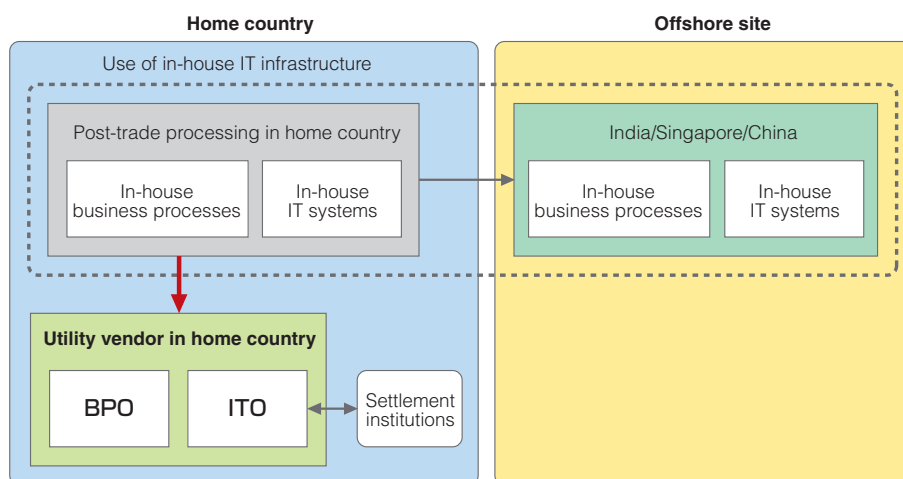 Home country
Offshore site
Use of in-house IT infrastructure
Post-trade processing in home country
In-house
business processes
In-house
IT systems
India/Singapore/China
In-house
business processes
In-house
IT systems
Utility vendor in home country
BPO
ITO
Settlement
institutions